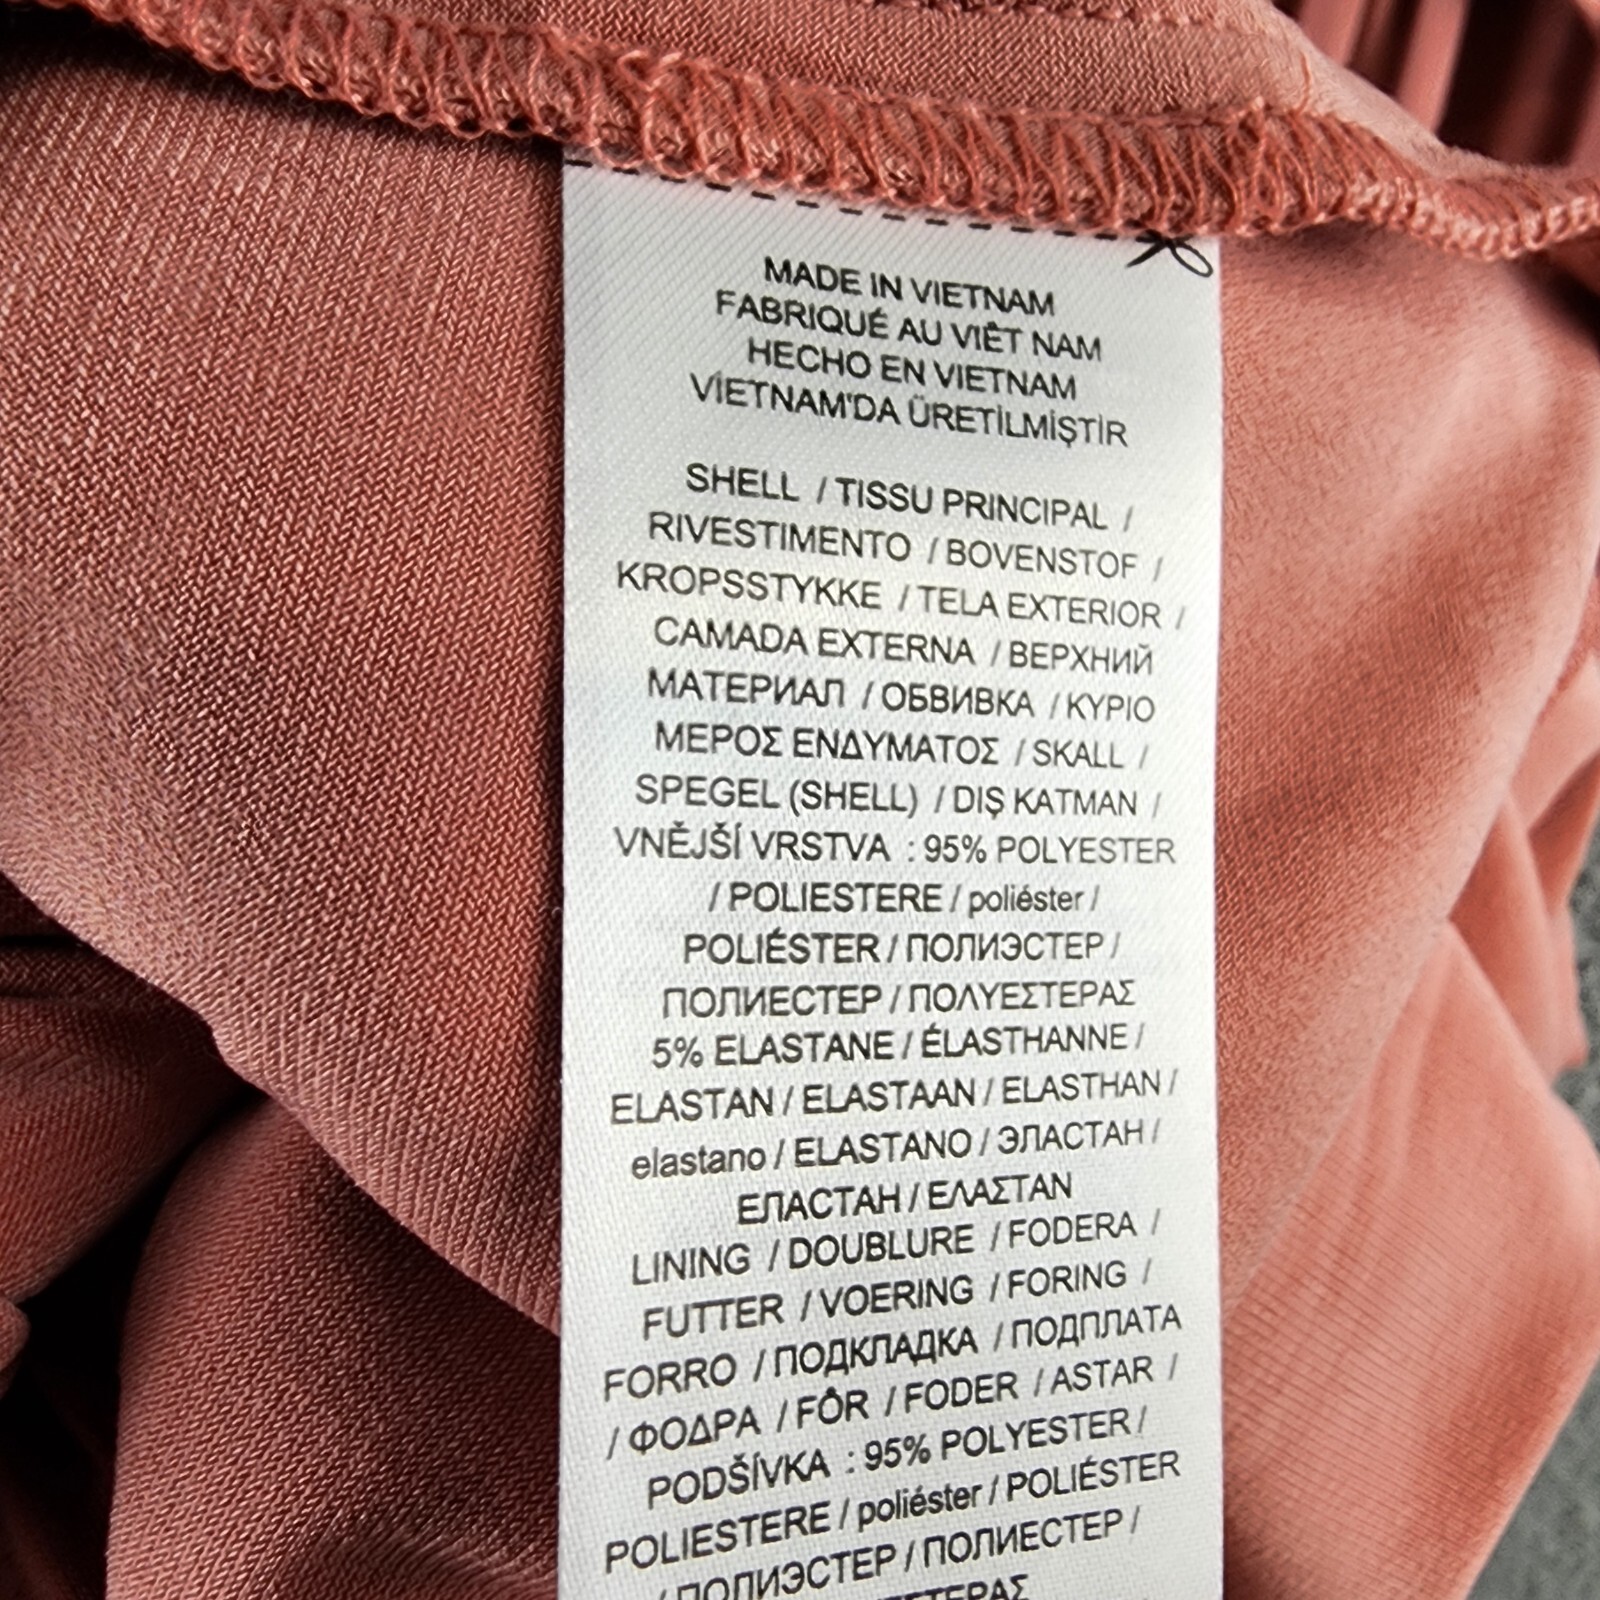 MADE IN VIETNAM
FABRIQUÉ AU VIÊT NAM
HECHO EN VIETNAM
VİETNAM'DA ÜRETİLMİŞTİR
SHELL / TISSU PRINCIPAL /
RIVESTIMENTO / BOVENSTOF /
KROPSSTYKKE / TELA EXTERIOR /
CAMADA EXTERNA / ВЕРХНИЙ
МАТЕРИАЛ / ОБВИВКА / ΚΥΡΙΟ
ΜΕΡΟΣ ΕΝΔΥΜΑΤΟΣ / SKALL /
SPEGEL (SHELL) / DIŞ KATMAN /
VNĚJŠÍ VRSTVA : 95% POLYESTER
/ POLIESTERE / poliéster /
POLIÉSTER / ПОЛИЭСТЕР /
ПОЛИЕСТЕР / ΠΟΛΥΕΣΤΕΡΑΣ
5% ELASTANE / ÉLASTHANNE /
ELASTAN / ELASTAAN / ELASTHAN /
elastano / ELASTANO / ЭЛАСТАН /
ЕЛАСТАН / ΕΛΑΣΤΑΝ
LINING / DOUBLURE / FODERA /
FUTTER / VOERING / FORING /
FORRO / ПОДКЛАДКА / ПОДПЛАТА
/ ΦΟΔΡΑ / FÔR / FODER / ASTAR /
PODŠÍVKA : 95% POLYESTER /
POLIESTERE / poliéster / POLIÉSTER
/ ПОЛИЭСТЕР / ПОЛИЕСТЕР /